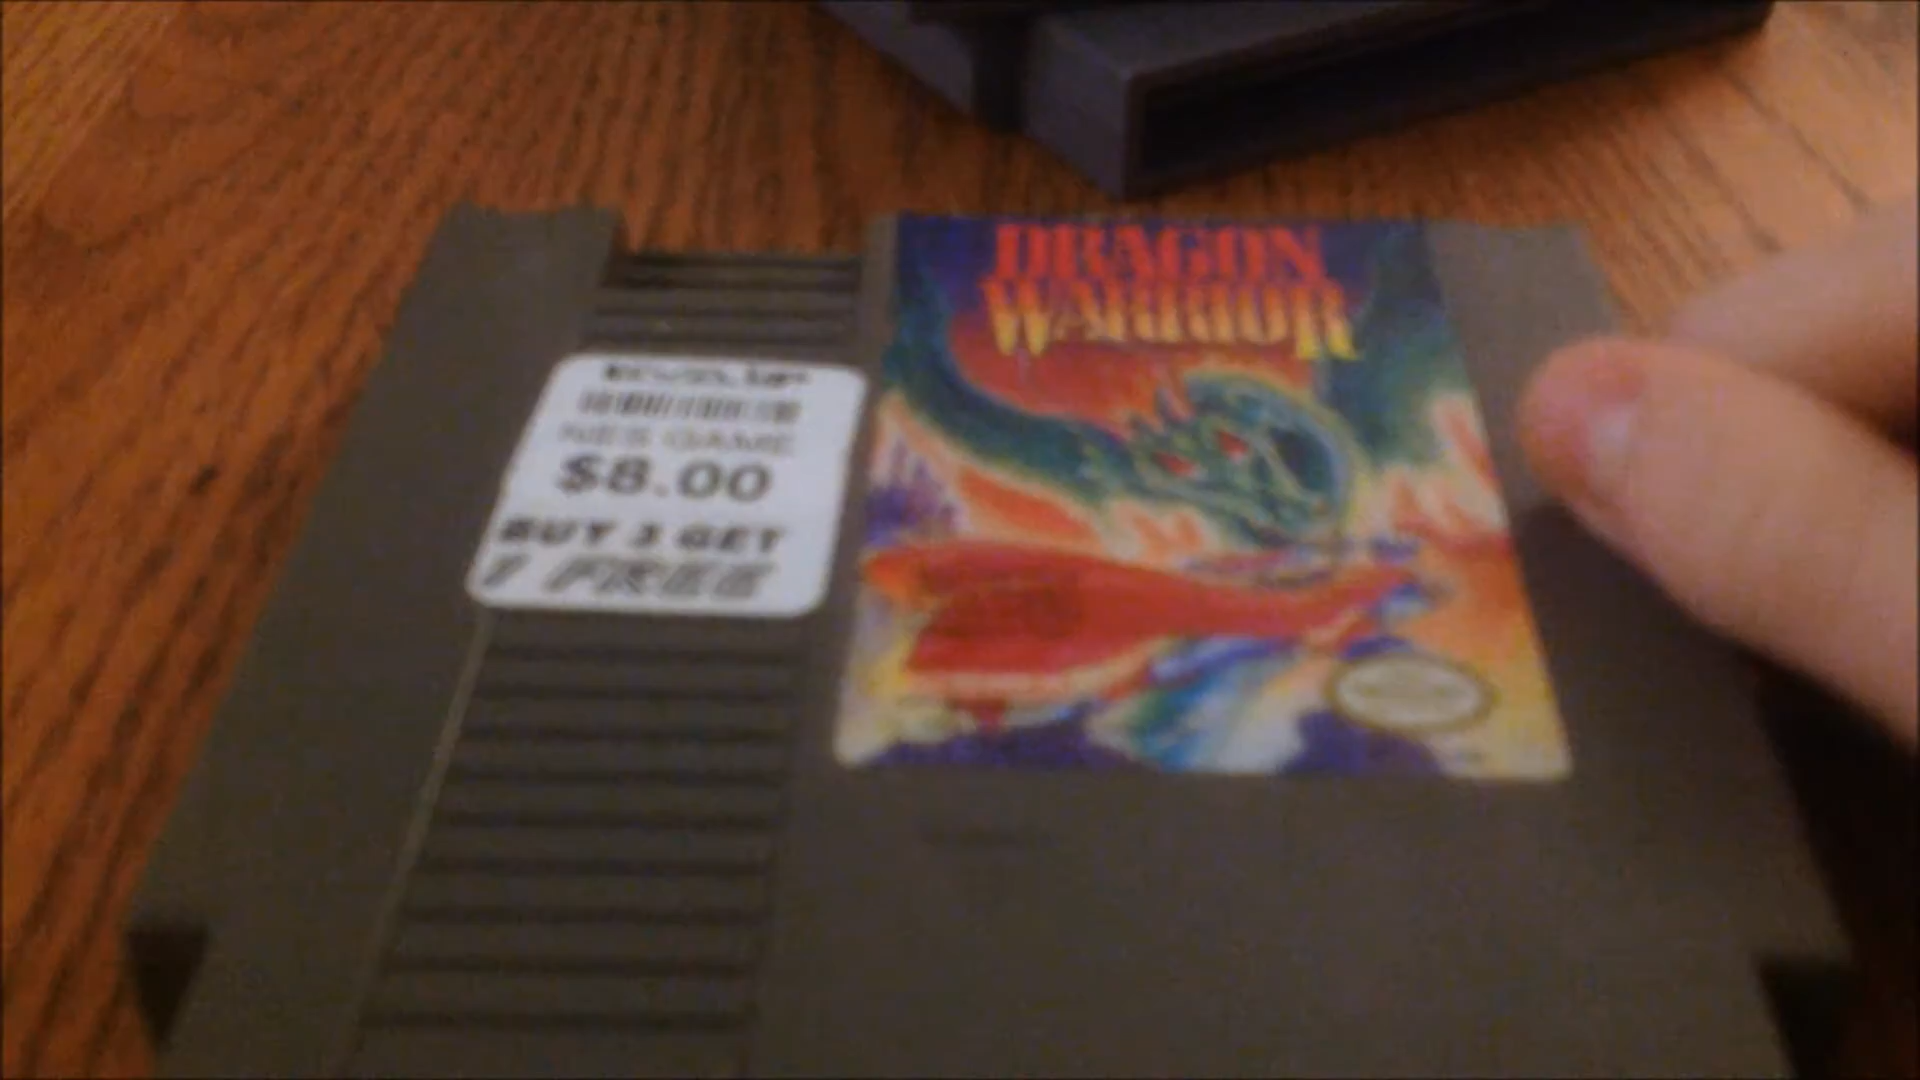 DRAGON
WARRIOR
NES GAME
$8.00
BUY 3 GET
1 FREE